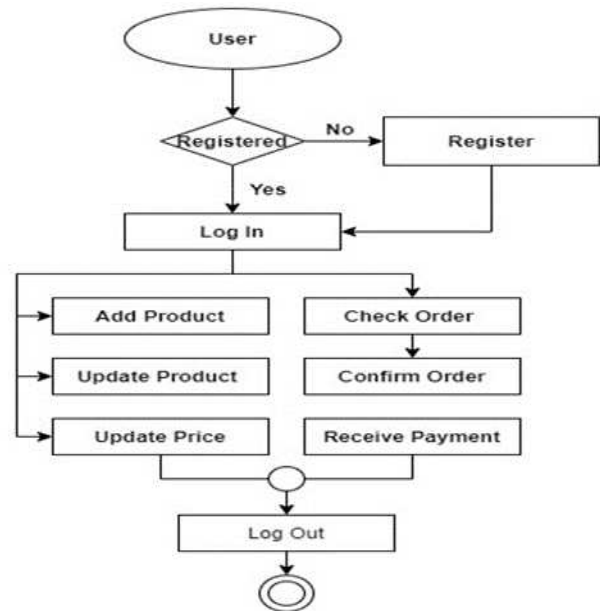 User
Registered
No
Register
Yes
Log In
Add Product
Check Order
Update Product
Confirm Order
Update Price
Receive Payment
Log Out